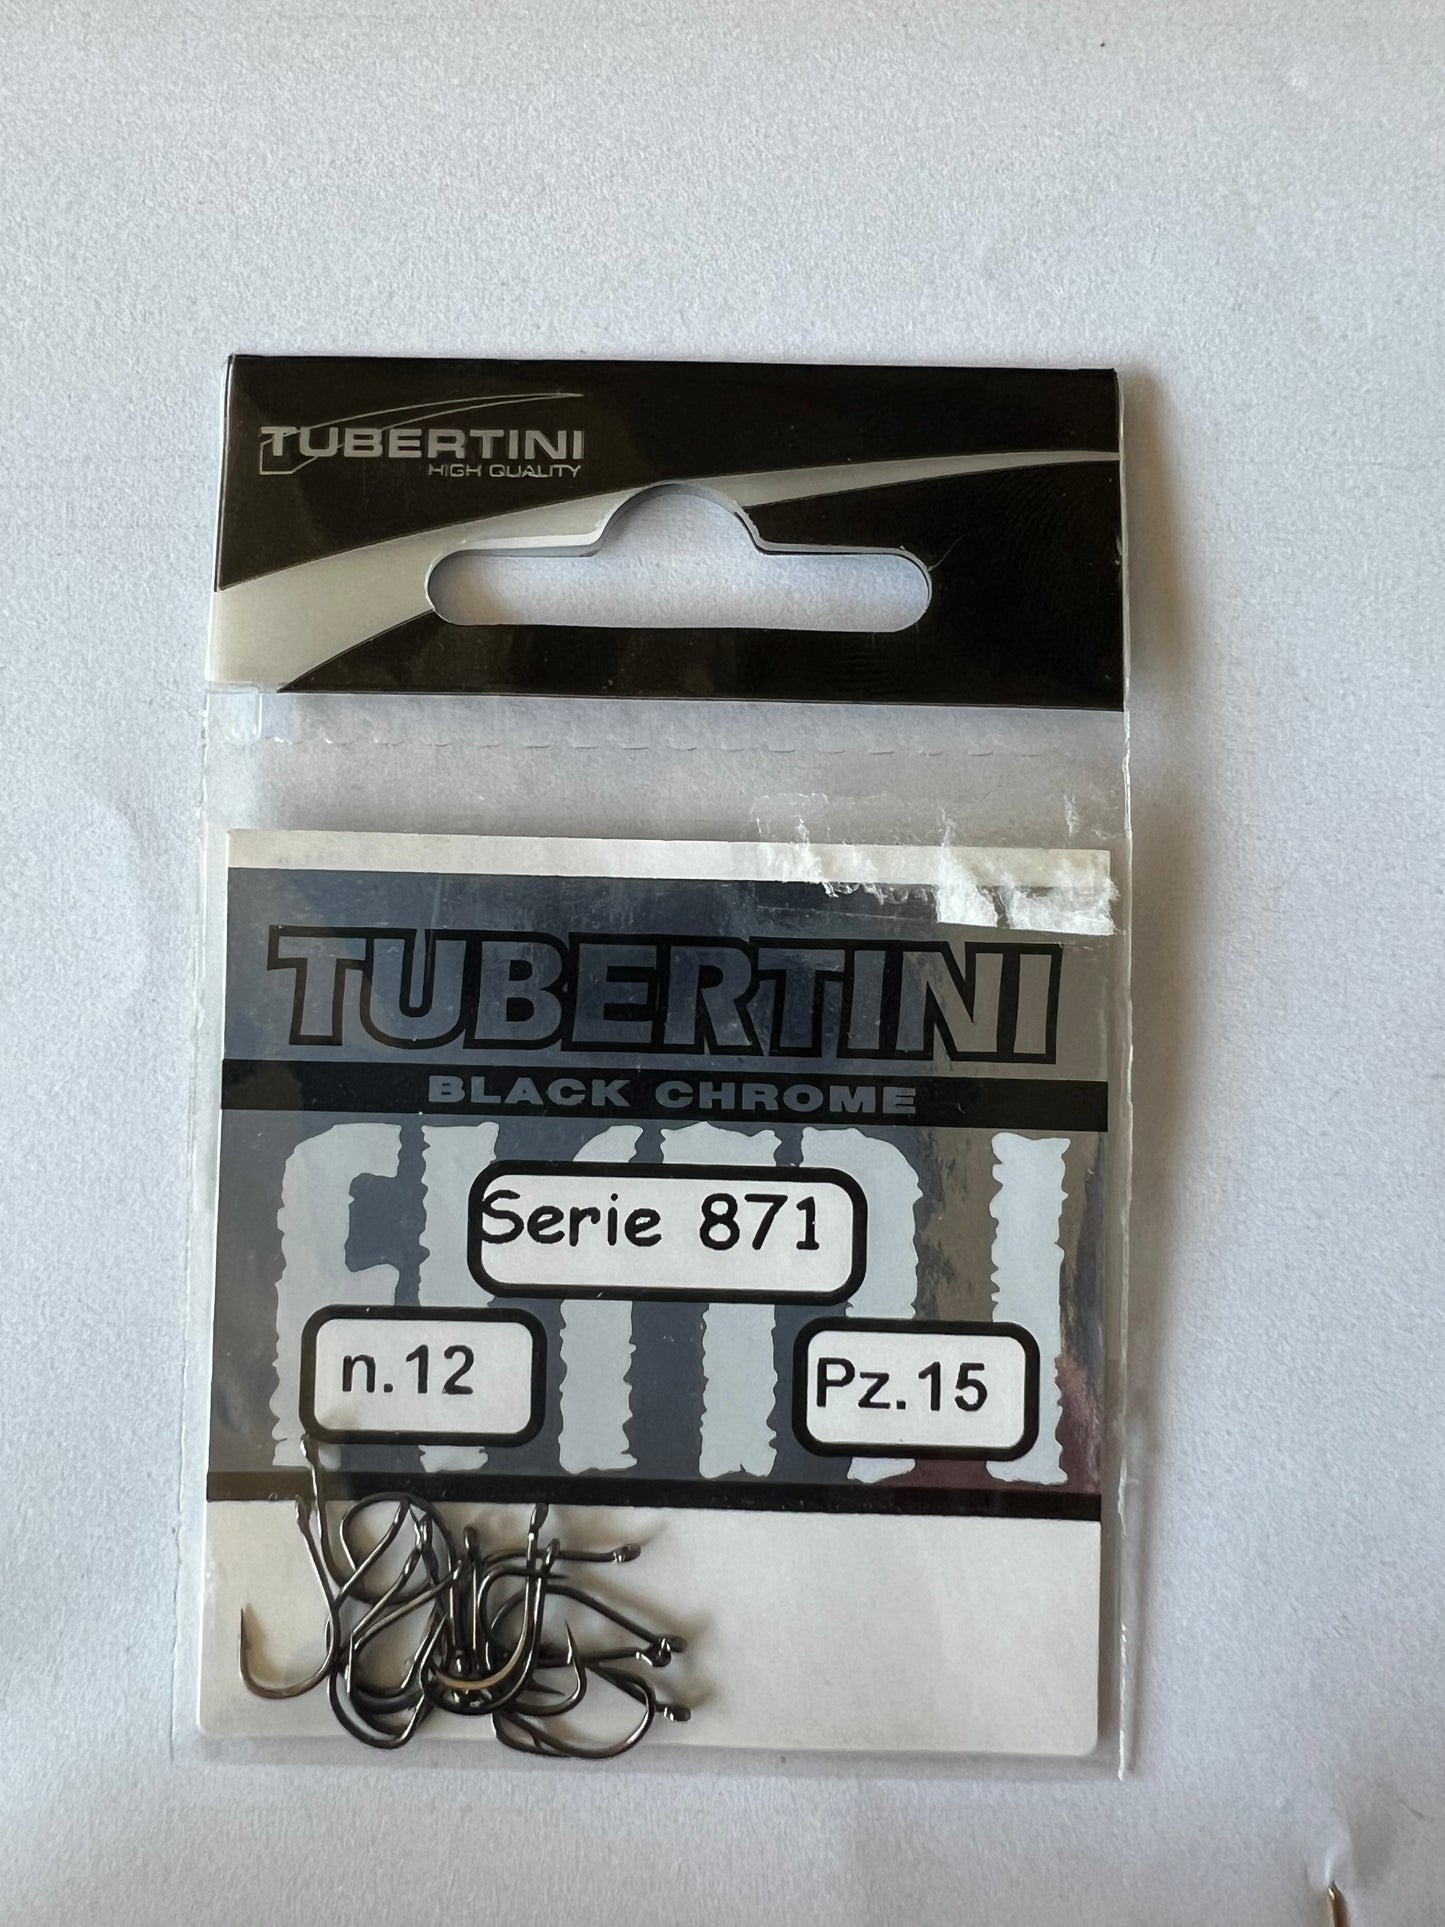 TUBERTINI
HIGH QUALITY
TUBERTINI
BLACK CHROME
Serie 871
n.12
Pz.15